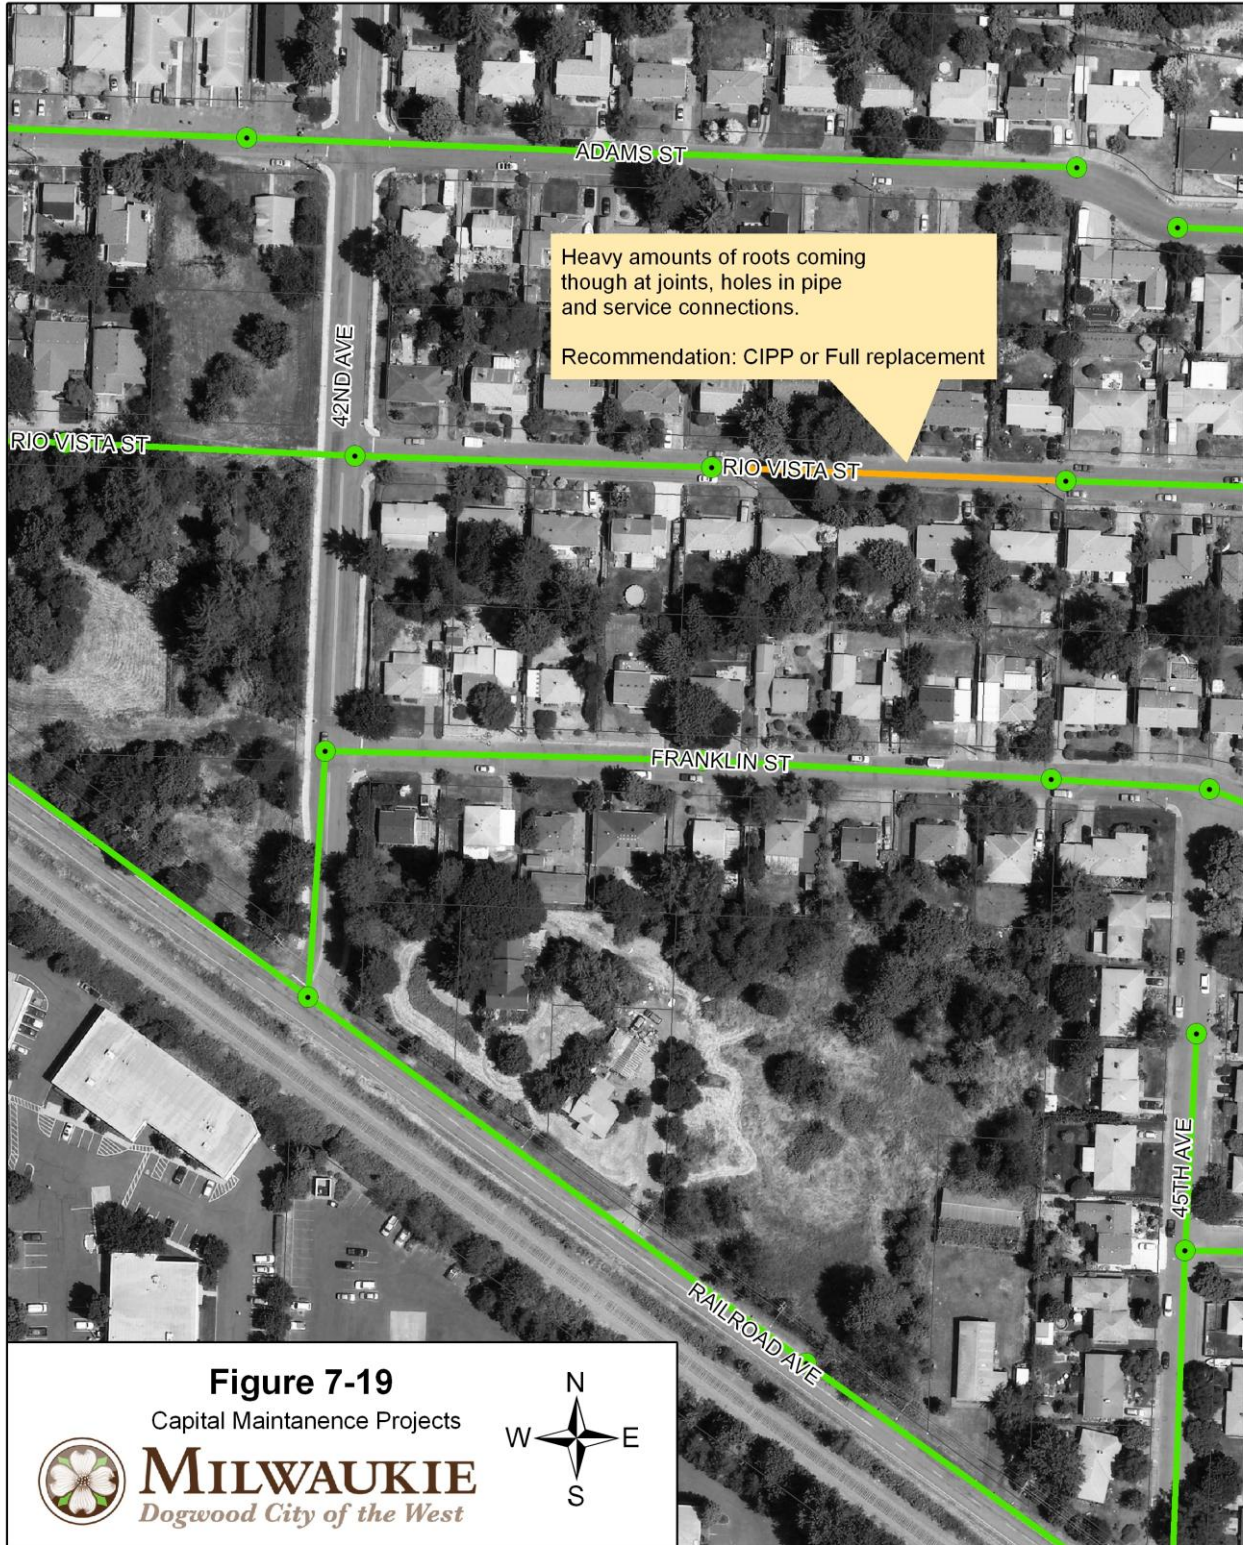 ADAMS ST
Heavy amounts of roots coming
though at joints, holes in pipe
and service connections.
Recommendation: CIPP or Full replacement
42ND AVE
RIO VISTA ST
RIO VISTA ST
FRANKLIN ST
45TH AVE
RAILROAD AVE
Figure 7-19
Capital Maintanence Projects
MILWAUKIE
Dogwood City of the West
N
W
E
S